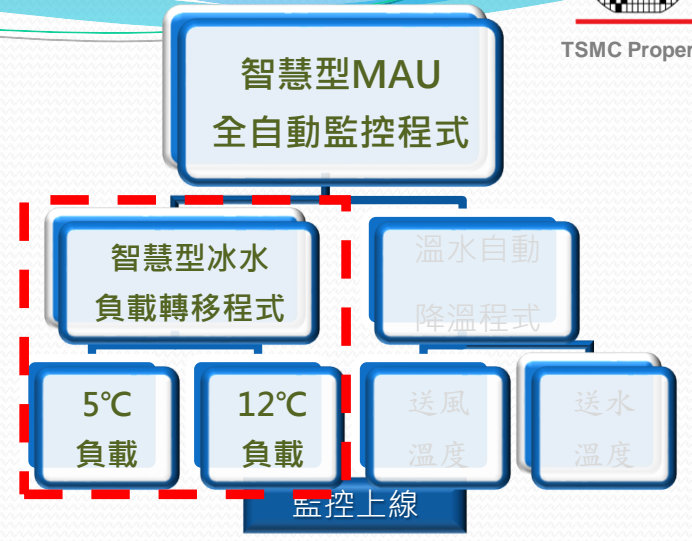 TSMC Proper
智慧型MAU
全自動監控程式
智慧型冰水
負載轉移程式
溫水自動
降溫程式
5℃
負載
12℃
負載
送風
溫度
送水
溫度
監控上線